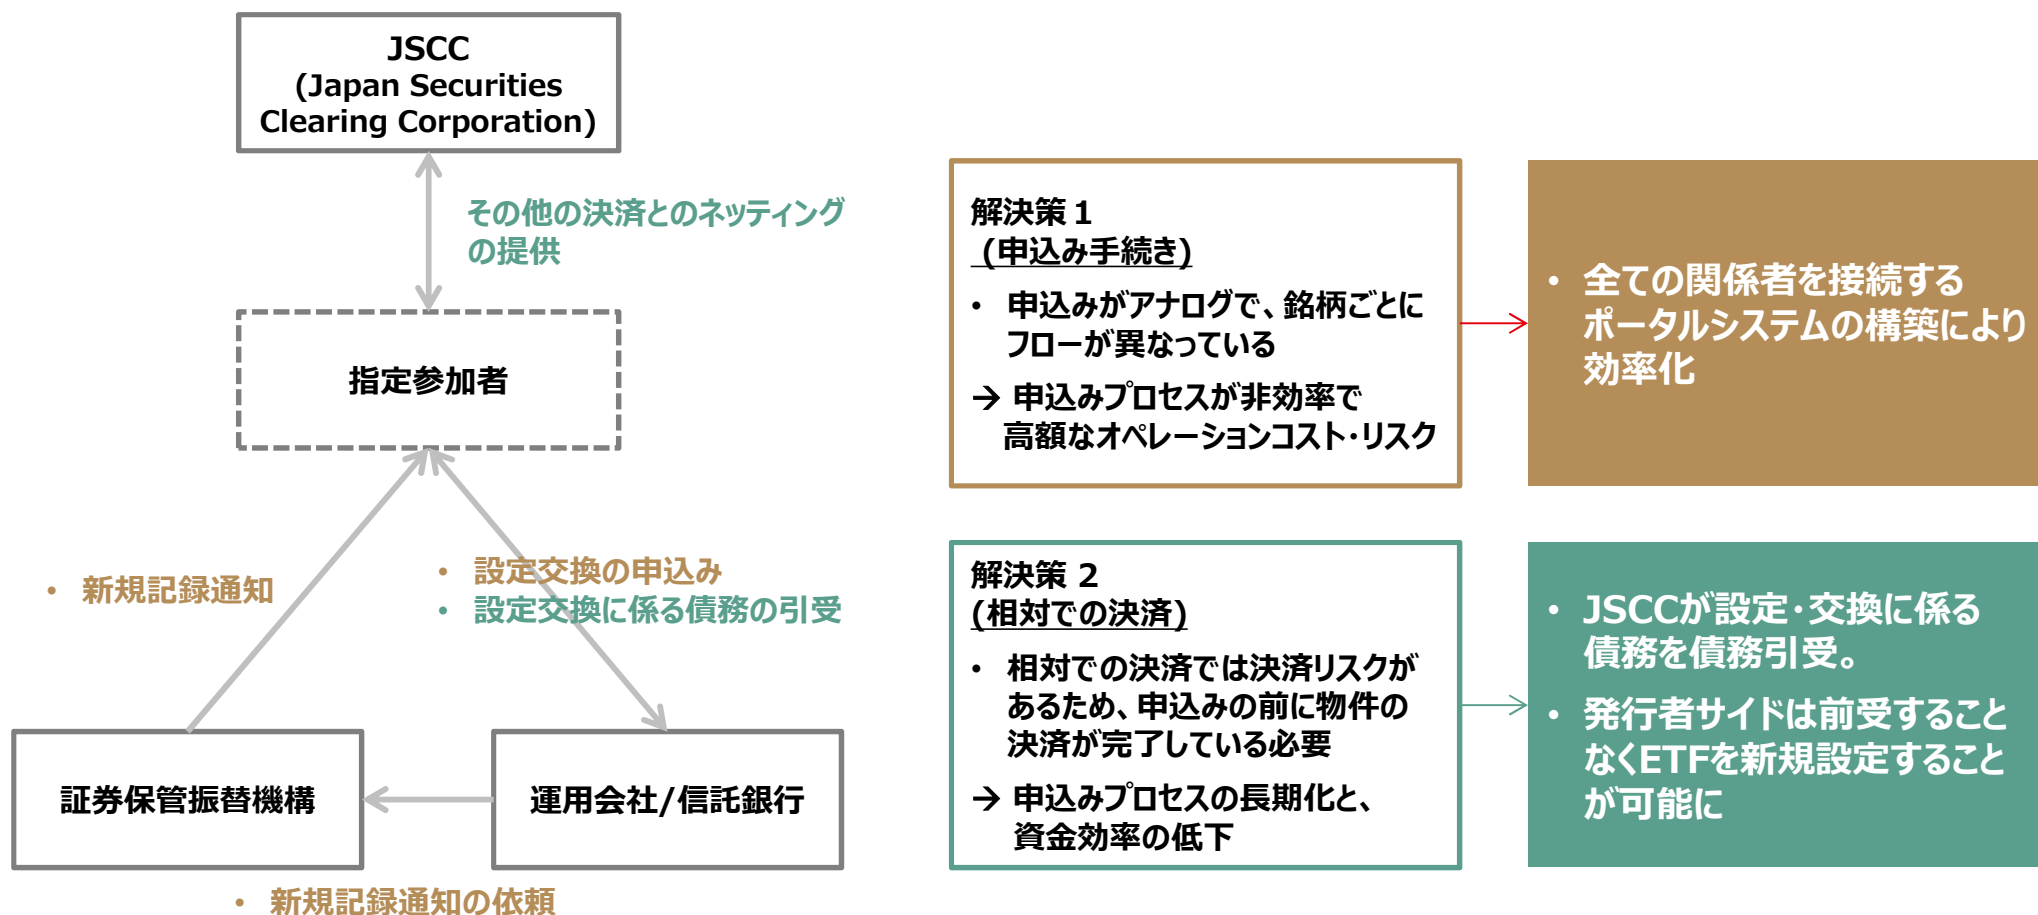 JSCC
(Japan Securities
Clearing Corporation)
その他の決済とのネッティング
の提供
指定参加者
• 新規記録通知
• 設定交換の申込み
• 設定交換に係る債務の引受
証券保管振替機構
運用会社/信託銀行
• 新規記録通知の依頼
解決策1
(申込み手続き)
• 申込みがアナログで、銘柄ごとに
フローが異なっている
→ 申込みプロセスが非効率で
高額なオペレーションコスト・リスク
• 全ての関係者を接続する
ポータルシステムの構築により
効率化
解決策 2
(相対での決済)
• 相対での決済では決済リスクが
あるため、申込みの前に物件の
決済が完了している必要
→ 申込みプロセスの長期化と、
資金効率の低下
• JSCCが設定・交換に係る
債務を債務引受。
• 発行者サイドは前受すること
なくETFを新規設定すること
が可能に